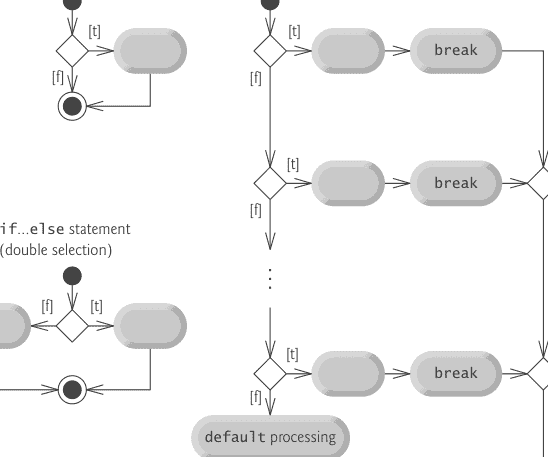 [t]
[f]
if...else statement
(double selection)
[f]
[t]
[t]
break
[f]
[t]
break
[f]
[t]
break
[f]
default processing